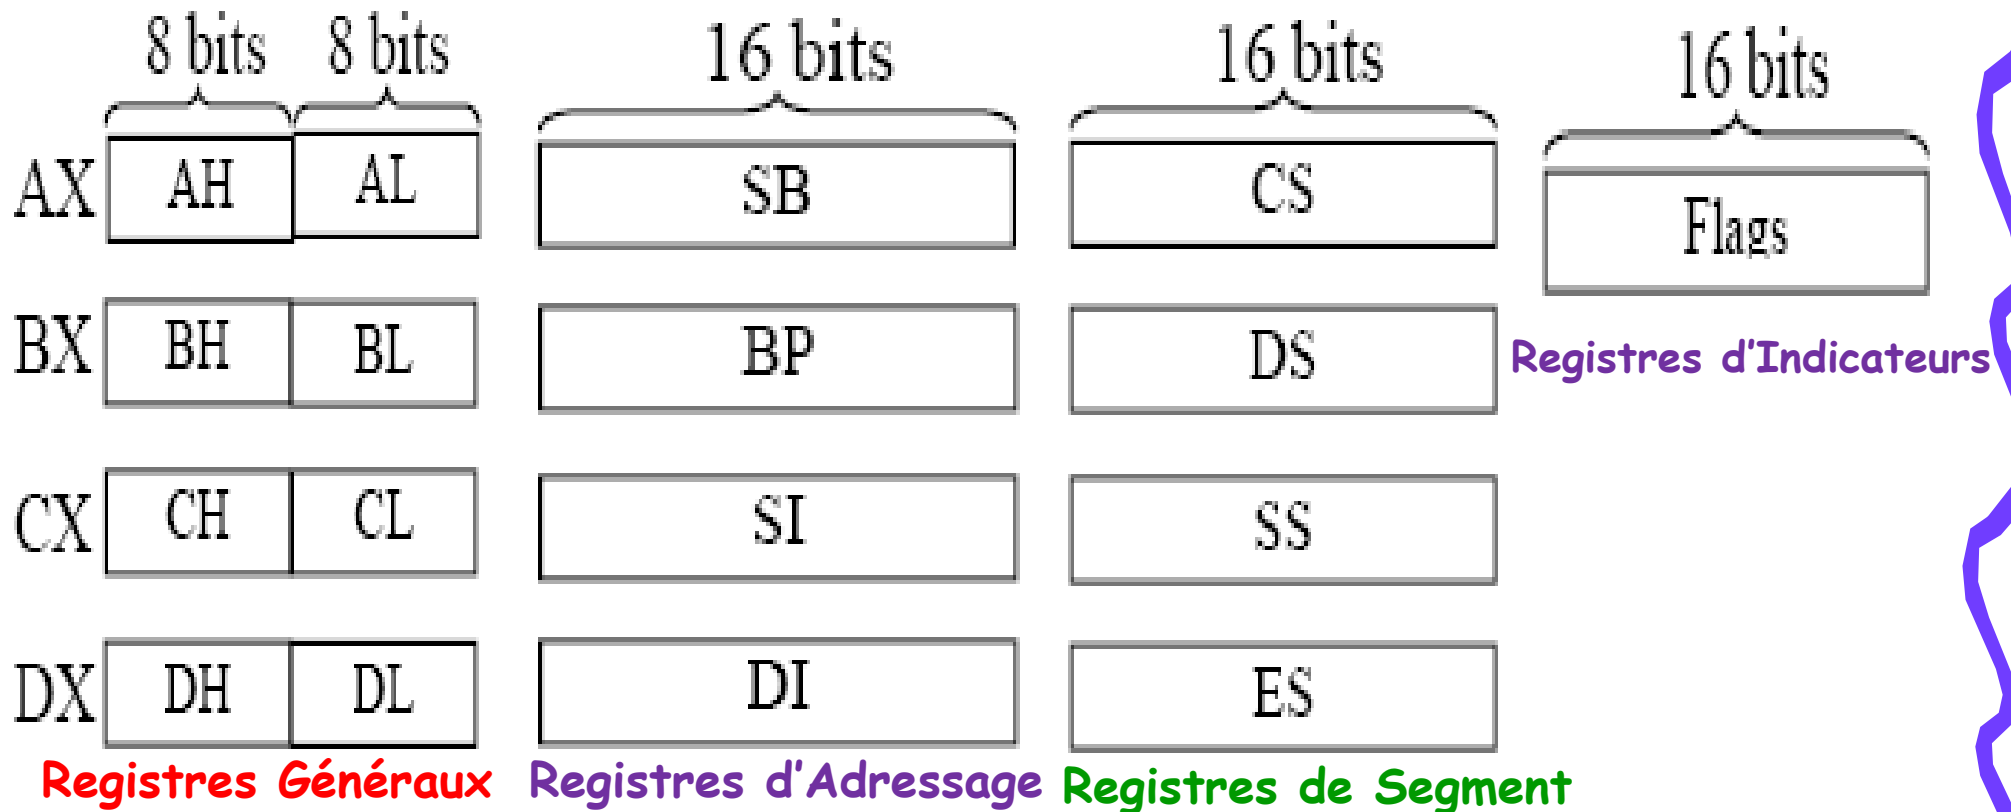 8 bits 8 bits 16 bits 16 bits 16 bits
AX AH AL SB CS Flags
BX BH BL BP DS Registres d'Indicateurs
CX CH CL SI SS
DX DH DL DI ES
Registres Généraux Registres d'Adressage Registres de Segment